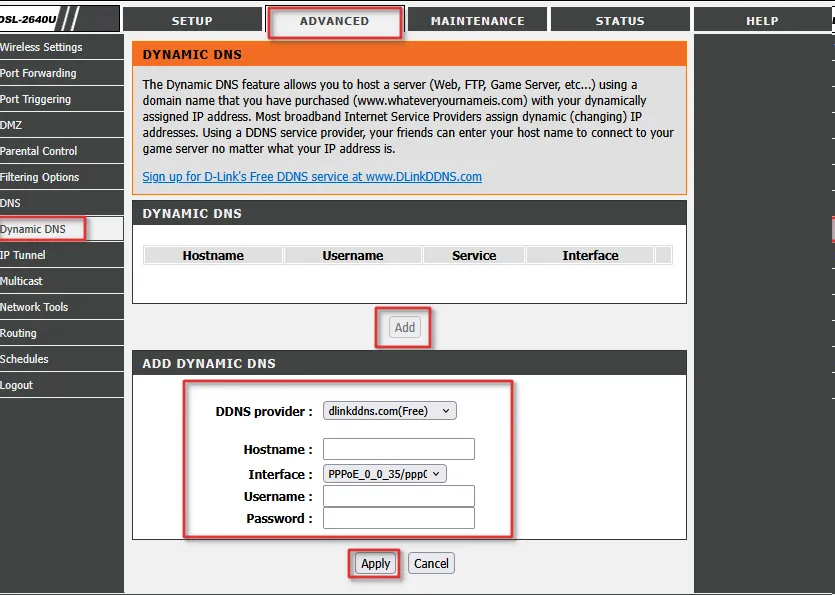 DSL-2640U
SETUP
ADVANCED
MAINTENANCE
STATUS
HELP
Wireless Settings
Port Forwarding
Port Triggering
DMZ
Parental Control
Filtering Options
DNS
Dynamic DNS
IP Tunnel
Multicast
Network Tools
Routing
Schedules
Logout
DYNAMIC DNS
The Dynamic DNS feature allows you to host a server (Web, FTP, Game Server, etc...) using a
domain name that you have purchased (www.whateveryournameis.com) with your dynamically
assigned IP address. Most broadband Internet Service Providers assign dynamic (changing) IP
addresses. Using a DDNS service provider, your friends can enter your host name to connect to your
game server no matter what your IP address is.
Sign up for D-Link's Free DDNS service at www.DLinkDDNS.com
DYNAMIC DNS
Hostname Username Service Interface
Add
ADD DYNAMIC DNS
DDNS provider : dlinkddns.com(Free)
Hostname :
Interface : PPPoE_0_0_35/ppp0
Username :
Password :
Apply Cancel